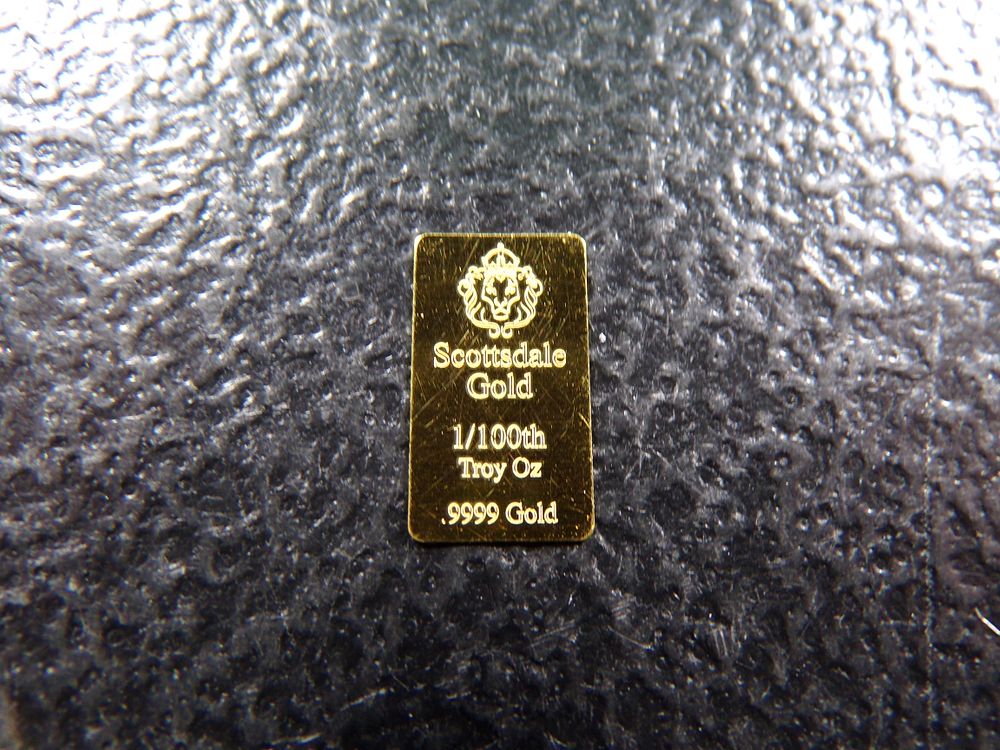 Scottsdale
Gold
1/100th
Troy Oz
.9999 Gold